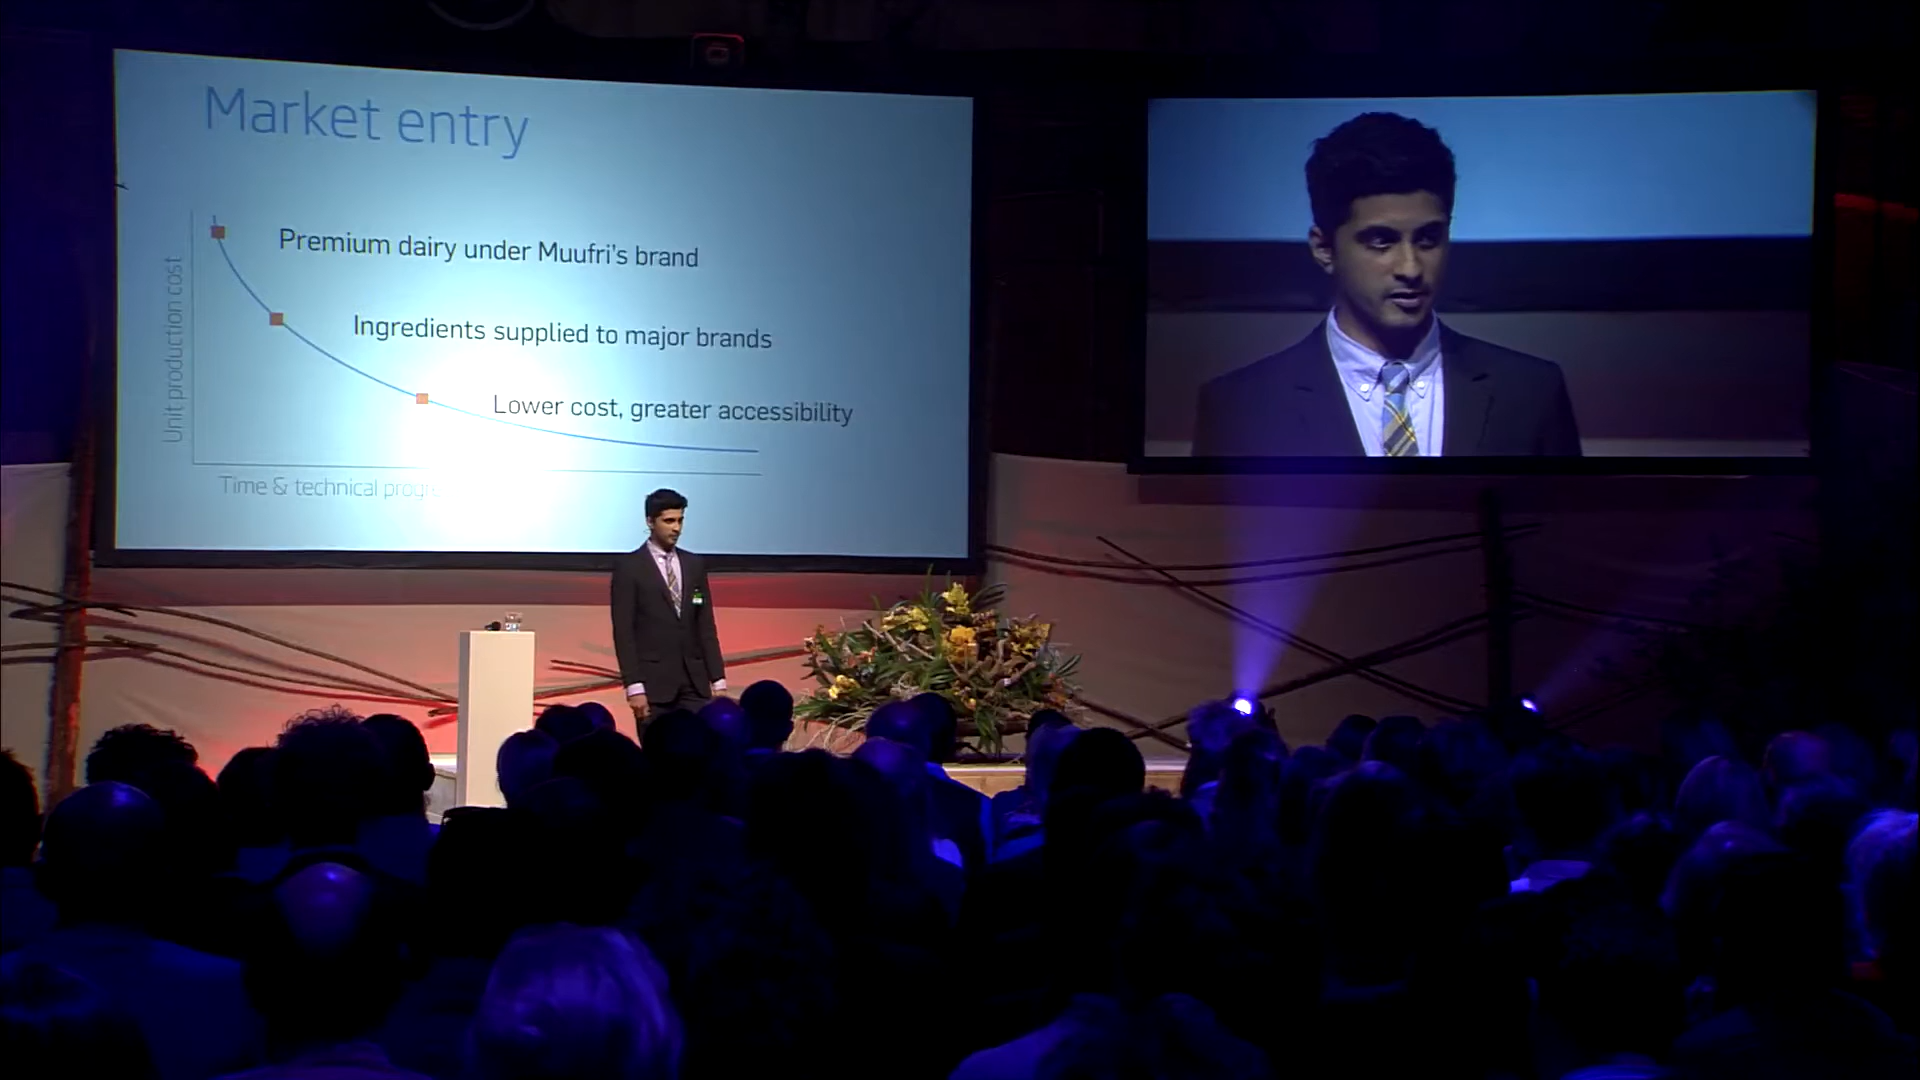 Market entry
Premium dairy under Muufri's brand
Ingredients supplied to major brands
Lower cost, greater accessibility
Unit production cost
Time & technical